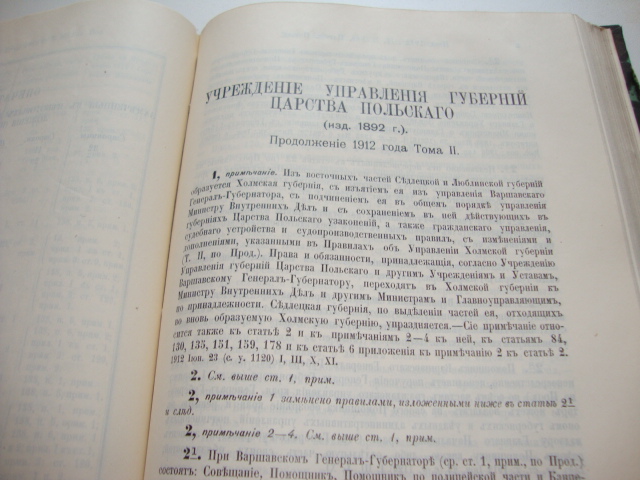 УЧРЕЖДЕНІЕ УПРАВЛЕНІЯ ГУБЕРНІЙ
ЦАРСТВА ПОЛЬСКАГО
(изд. 1892 г.).
Продолженіе 1912 года Тома II.
1, примѣчаніе. Изъ восточныхъ частей Сѣдлецкой и Люблинской губерній
образуется Холмская губернія, съ изъятіемъ ея изъ управленія Варшавскаго
Генералъ-Губернатора, съ подчиненіемъ ея въ общемъ порядкѣ управленія
Министру Внутреннихъ Дѣлъ и съ сохраненіемъ въ ней дѣйствующихъ въ
губерніяхъ Царства Польскаго узаконеній, а также гражданскаго управленія,
судебнаго устройства и судопроизводственныхъ правилъ, съ измѣненіями и
дополненіями, указанными въ Правилахъ объ Управленіи Холмской губерніи
(Т. II, по Прод.). Права и обязанности, принадлежащія, согласно Учрежденію
Управленія губерній Царства Польскаго и другимъ Учрежденіямъ и Уставамъ,
Варшавскому Генералъ-Губернатору, переходятъ въ Холмской губерніи къ
Министру Внутреннихъ Дѣлъ и другимъ Министрамъ и Главноуправляющимъ,
по принадлежности. Сѣдлецкая губернія, по выдѣленіи частей ея, отходящихъ
во вновь образуемую Холмскую губернію, упраздняется.—Сіе примѣчаніе отно-
сится также къ статьѣ 2 и къ примѣчаніямъ 2—4 къ ней, къ статьямъ 84,
130, 135, 151, 159, 178 и къ статьѣ 6 приложенія къ примѣчанію 2 къ статьѣ 2.
1912 Іюн. 23 (с. у. 1120) I, III, X, XI.
2. См. выше ст. 1, прим.
2, примѣчаніе 1 замѣнено правилами, изложенными ниже въ статьѣ 2¹
и слѣд.
2, примѣчаніе 2—4. См. выше ст. 1, прим.
2¹. При Варшавскомъ Генералъ-Губернаторѣ (ср. ст. 1, прим., по Прод.)
состоятъ: Совѣщаніе, Помощникъ, Помощникъ по полицейской части и Канце-